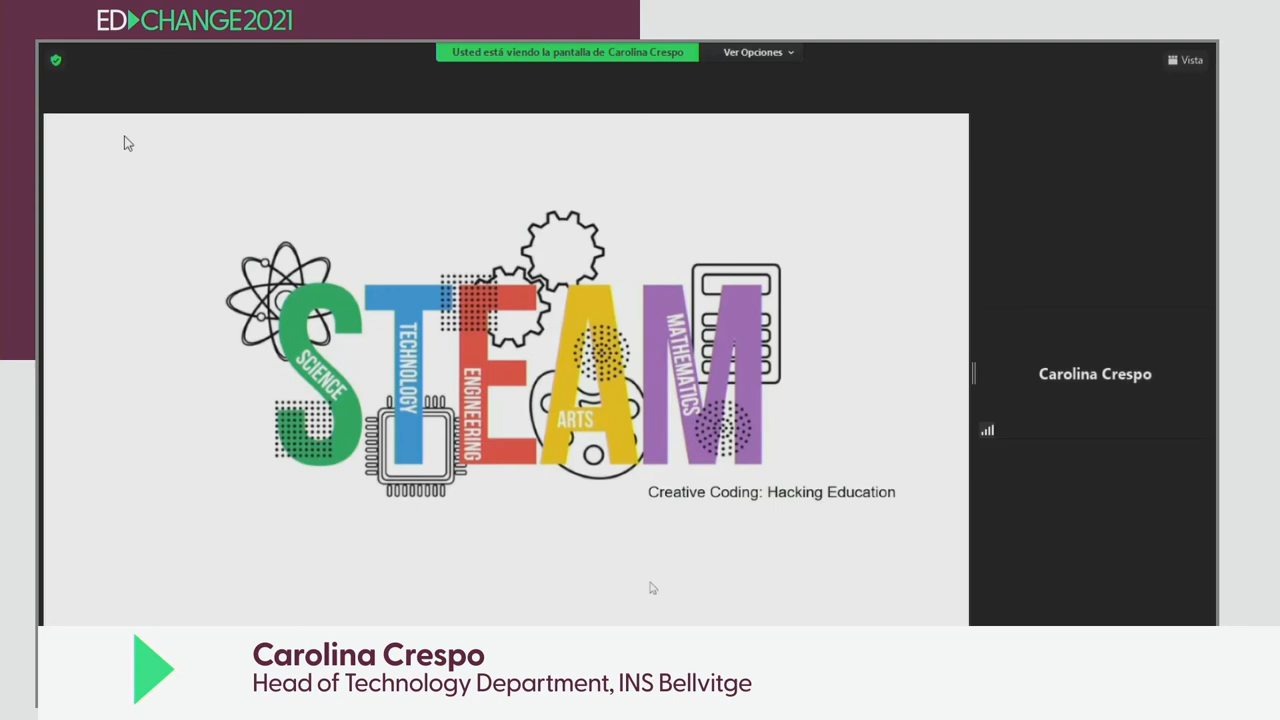 ED CHANGE2021
Usted está viendo la pantalla de Carolina Crespo
Ver Opciones
Vista
STEAM
SCIENCE
TECHNOLOGY
ENGINEERING
ARTS
MATHEMATICS
Carolina Crespo
Creative Coding: Hacking Education
Carolina Crespo
Head of Technology Department, INS Bellvitge